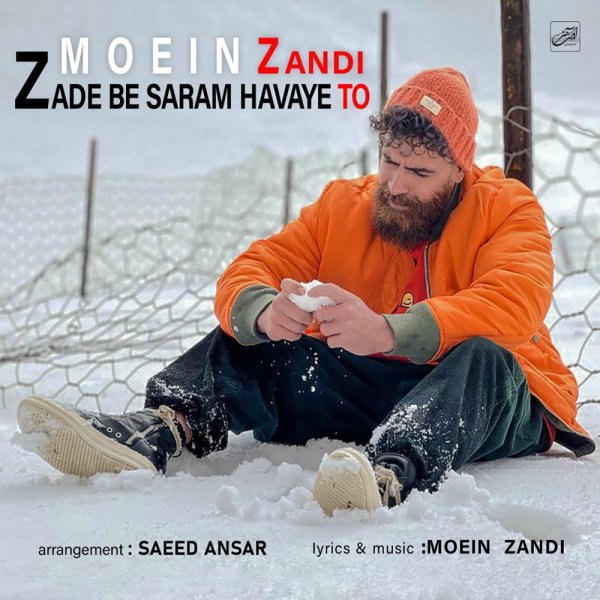 MOEIN ZANDI
ZADE BE SARAM HAVAYE TO
arrangement : SAEED ANSAR
lyrics & music :MOEIN ZANDI